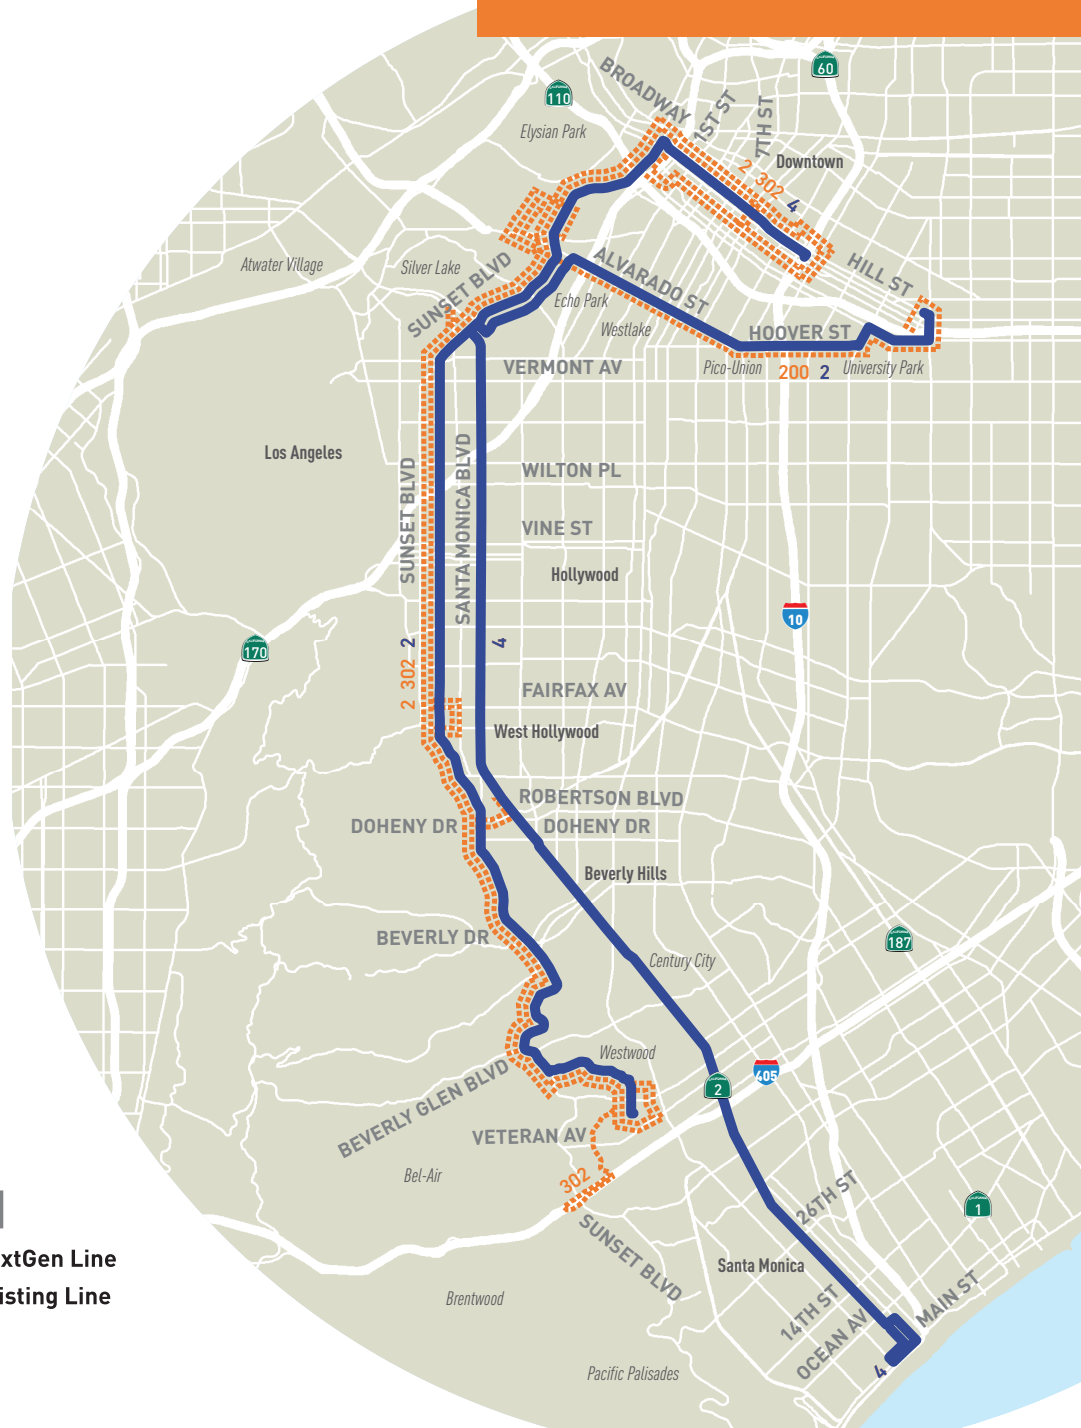 60
CALIFORNIA
110
BROADWAY
1ST ST
7TH ST
Elysian Park
Downtown
2 302 4
Atwater Village
Silver Lake
SUNSET BLVD
ALVARADO ST
HILL ST
Echo Park
Westlake
HOOVER ST
VERMONT AV
Pico-Union
200 2
University Park
Los Angeles
SUNSET BLVD
SANTA MONICA BLVD
WILTON PL
VINE ST
Hollywood
10
170
2 302 2
4
FAIRFAX AV
West Hollywood
ROBERTSON BLVD
DOHENY DR
DOHENY DR
Beverly Hills
BEVERLY DR
187
Century City
Westwood
405
2
BEVERLY GLEN BLVD
VETERAN AV
Bel-Air
302
26TH ST
1
SUNSET BLVD
Santa Monica
xtGen Line
isting Line
Brentwood
14TH ST
OCEAN AV
MAIN ST
4
Pacific Palisades